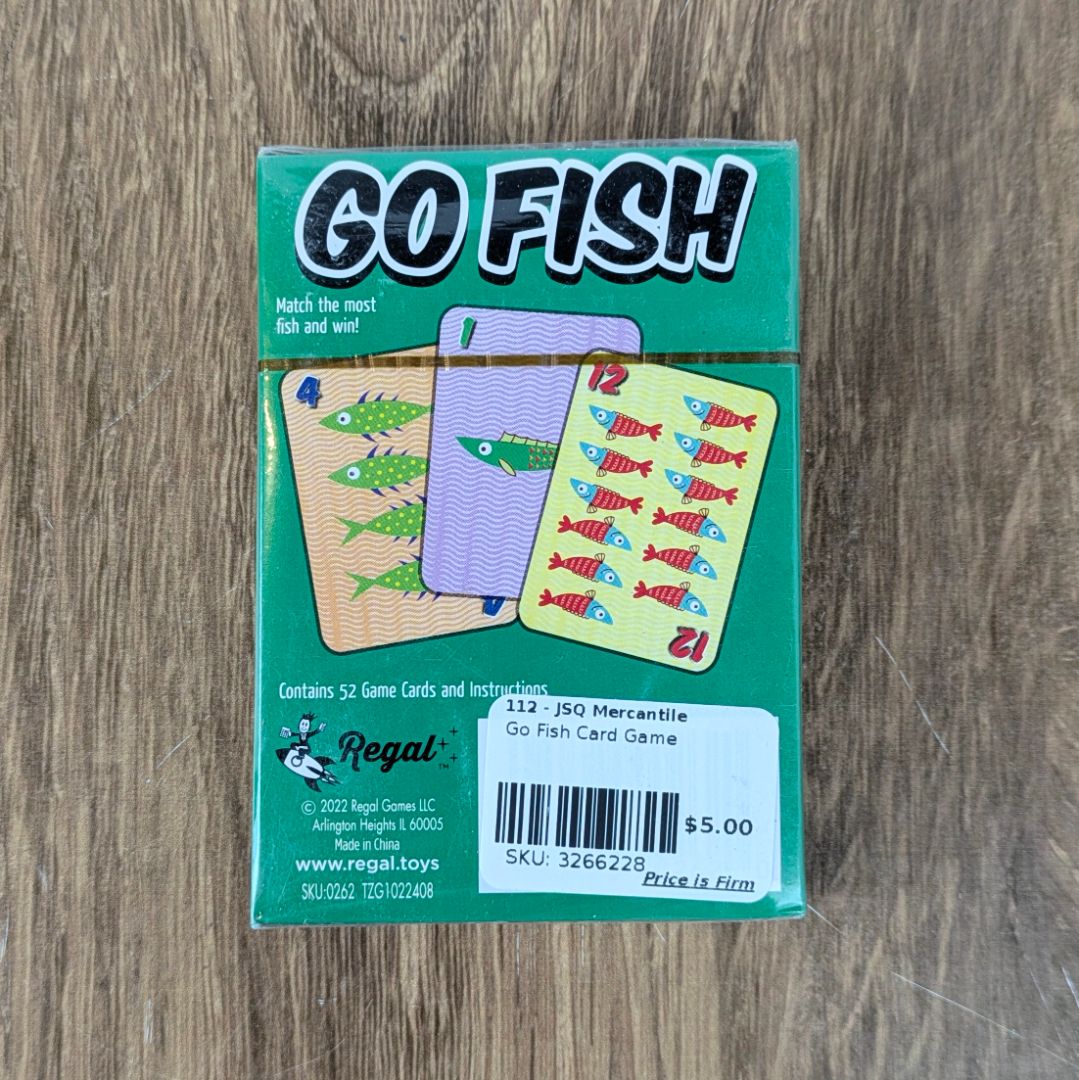 GO FISH
Match the most
fish and win!
4
1
12
4
12
Contains 52 Game Cards and Instructions
Regal™
© 2022 Regal Games LLC
Arlington Heights IL 60005
Made in China
www.regal.toys
SKU:0262 TZG1022408
112 - JSQ Mercantile
Go Fish Card Game
$5.00
SKU: 3266228
Price is Firm